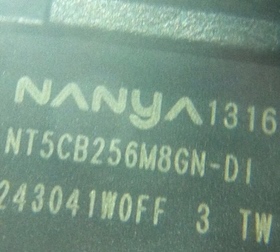 NANYA 1316
NT5CB256M8GN-DI
243041W0FF 3 TW